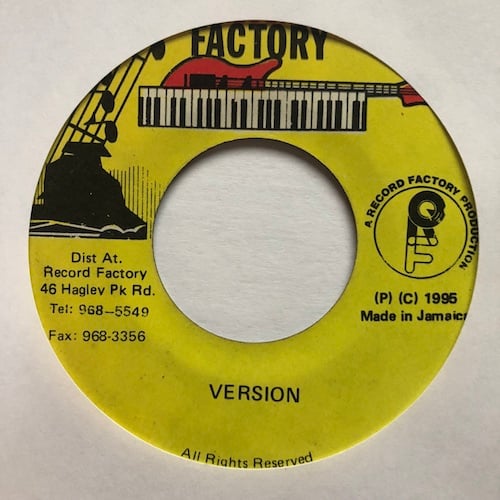 FACTORY
A RECORD FACTORY PRODUCTION
Dist At.
Record Factory
46 Hagley Pk Rd.
Tel: 968-5549
Fax: 968-3356
(P) (C) 1995
Made in Jamaica
VERSION
All Rights Reserved